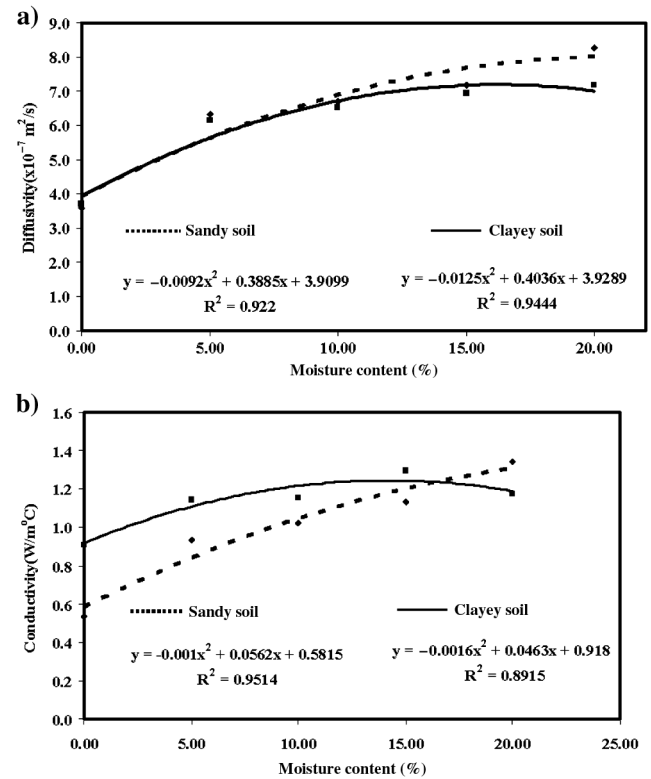 a)
9.0
8.0
7.0
6.0
5.0
4.0
3.0
2.0
1.0
0.0
Diffusivity(x10⁻⁷ m²/s)
Sandy soil
Clayey soil
y = −0.0092x² + 0.3885x + 3.9099
R² = 0.922
y = −0.0125x² + 0.4036x + 3.9289
R² = 0.9444
0.00 5.00 10.00 15.00 20.00
Moisture content (%)
b)
1.6
1.4
1.2
1.0
0.8
0.6
0.4
0.2
0.0
Conductivity(W/m⁰C)
Sandy soil
Clayey soil
y = -0.001x² + 0.0562x + 0.5815
R² = 0.9514
y = −0.0016x² + 0.0463x + 0.918
R² = 0.8915
0.00 5.00 10.00 15.00 20.00 25.00
Moisture content (%)